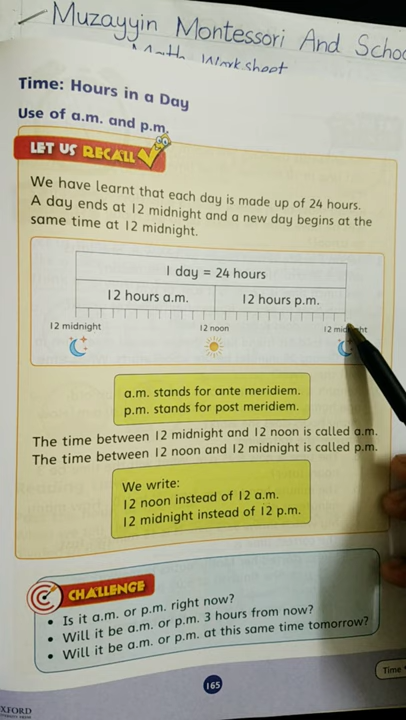 Muzayyin Montessori And Schoo
Math Worksheet
Time: Hours in a Day
Use of a.m. and p.m.
LET US RECALL
We have learnt that each day is made up of 24 hours.
A day ends at 12 midnight and a new day begins at the
same time at 12 midnight.
1 day = 24 hours
12 hours a.m. 12 hours p.m.
12 midnight 12 noon 12 midnight
a.m. stands for ante meridiem.
p.m. stands for post meridiem.
The time between 12 midnight and 12 noon is called a.m.
The time between 12 noon and 12 midnight is called p.m.
We write:
12 noon instead of 12 a.m.
12 midnight instead of 12 p.m.
CHALLENGE
• Is it a.m. or p.m. right now?
• Will it be a.m. or p.m. 3 hours from now?
• Will it be a.m. or p.m. at this same time tomorrow?
165
Time
XFORD